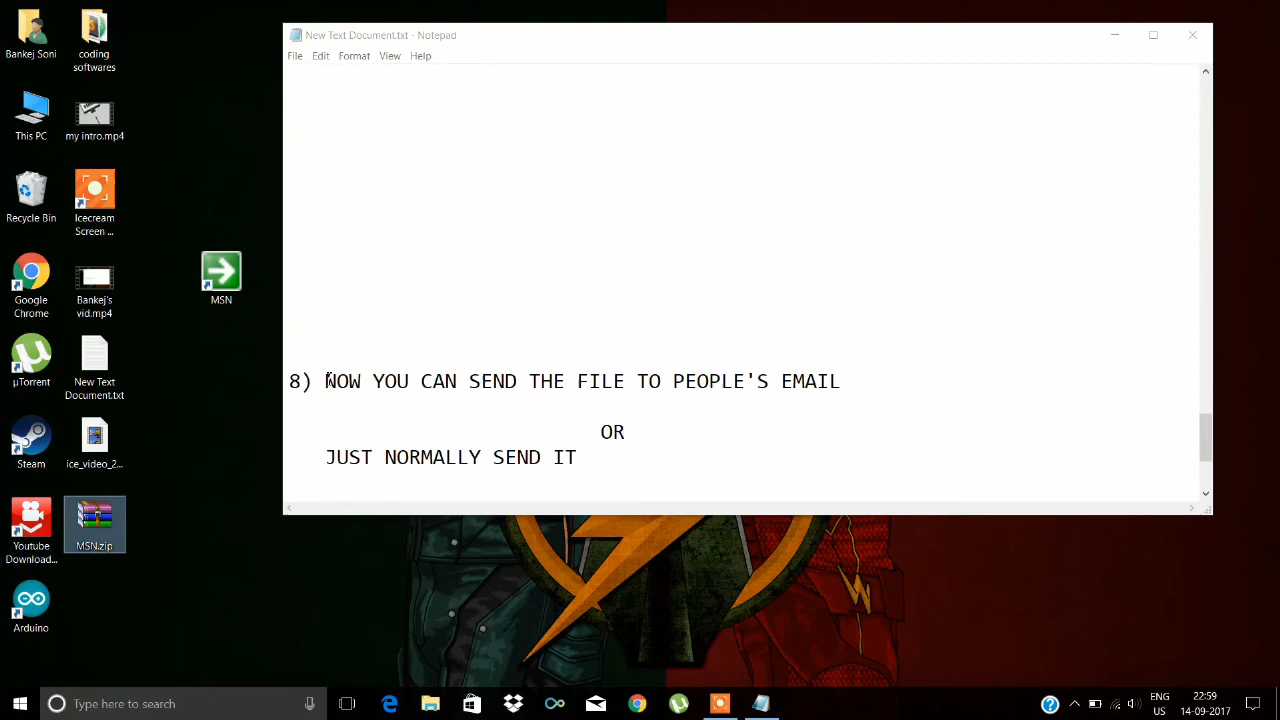 Bankej Soni
coding
softwares
This PC
my intro.mp4
Recycle Bin
Icecream
Screen ...
Google
Chrome
Bankej's
vid.mp4
µTorrent
New Text
Document.txt
Steam
ice_video_2...
Youtube
Download...
MSN.zip
Arduino
MSN
New Text Document.txt - Notepad
File Edit Format View Help
8) NOW YOU CAN SEND THE FILE TO PEOPLE'S EMAIL
OR
JUST NORMALLY SEND IT
Type here to search
ENG
US
22:59
14-09-2017